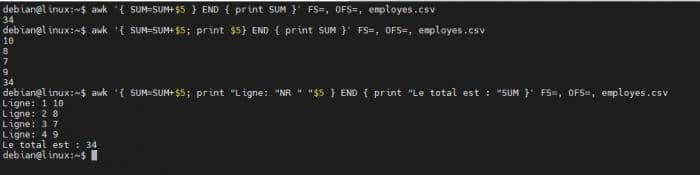 debian@linux:~$ awk '{ SUM=SUM+$5 } END { print SUM }' FS=, OFS=, employes.csv
34
debian@linux:~$ awk '{ SUM=SUM+$5; print $5} END { print SUM }' FS=, OFS=, employes.csv
10
8
7
9
34
debian@linux:~$ awk '{ SUM=SUM+$5; print "Ligne: "NR " "$5 } END { print "Le total est : "SUM }' FS=, OFS=, employes.csv
Ligne: 1 10
Ligne: 2 8
Ligne: 3 7
Ligne: 4 9
Le total est : 34
debian@linux:~$